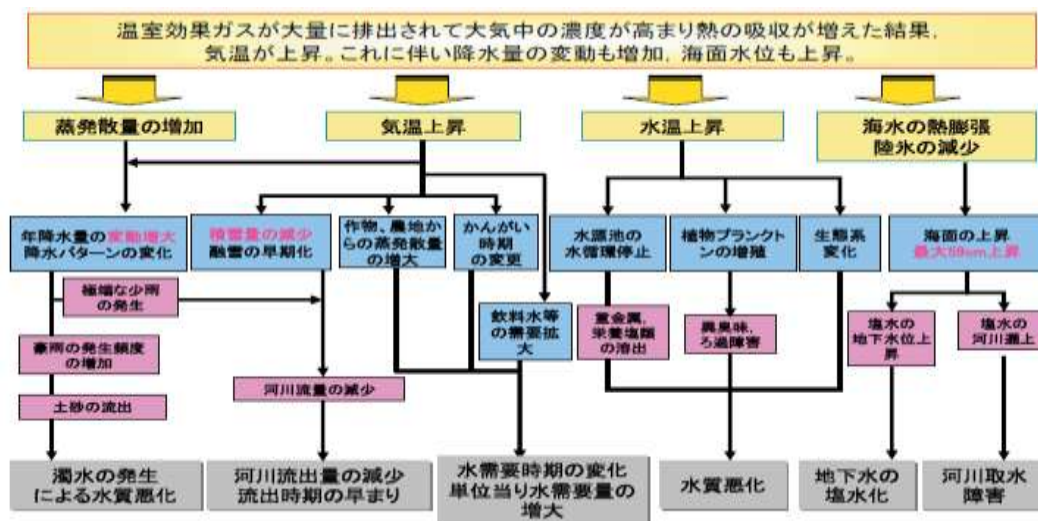 温室効果ガスが大量に排出されて大気中の濃度が高まり熱の吸収が増えた結果，
気温が上昇。これに伴い降水量の変動も増加，海面水位も上昇。
蒸発散量の増加
気温上昇
水温上昇
海水の熱膨張
陸氷の減少
年降水量の変動増大
降水パターンの変化
積雪量の減少
融雪の早期化
作物、農地か
らの蒸発散量
の増大
かんがい
時期
の変更
水源池の
水循環停止
植物プランクト
ンの増殖
生態系
変化
海面の上昇
最大59cm上昇
極端な少雨
の発生
飲料水等
の需要拡
大
重金属，
栄養塩類
の溶出
異臭味，
ろ過障害
塩水の
地下水位上
昇
塩水の
河川遡上
豪雨の発生頻度
の増加
河川流量の減少
土砂の流出
濁水の発生
による水質悪化
河川流出量の減少
流出時期の早まり
水需要時期の変化
単位当り水需要量の
増大
水質悪化
地下水の
塩水化
河川取水
障害